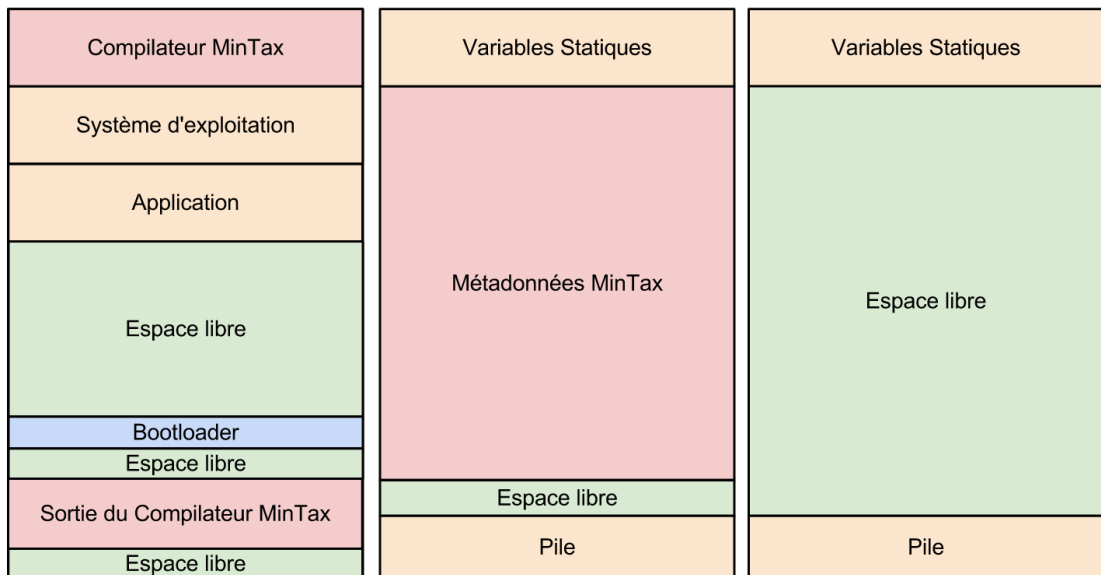 Compilateur MinTax
Système d'exploitation
Application
Espace libre
Bootloader
Espace libre
Sortie du Compilateur MinTax
Espace libre
Variables Statiques
Métadonnées MinTax
Espace libre
Pile
Variables Statiques
Espace libre
Pile